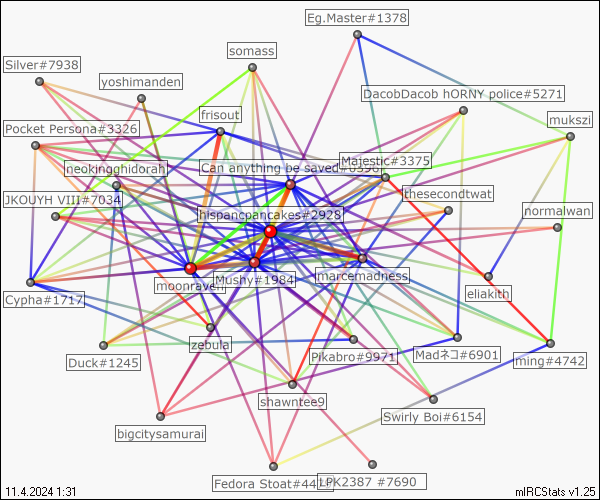 Eg.Master#1378
somass
Silver#7938
yoshimanden
DacobDacob hORNY police#5271
frisout
mukszi
Pocket Persona#3326
Majestic#3375
neokingghidorah
Can anything be saved#6396
thesecondtwat
JKOUYH VIII#7034
hispancpancakes#2928
normalwan
marcemadness
Mushy#1984
moonraven
eliakith
Cypha#1717
zebula
Pikabro#9971
Madネコ#6901
ming#4742
Duck#1245
shawntee9
Swirly Boi#6154
bigcitysamurai
Fedora Stoat#44
LPK2387 #7690
11.4.2024 1:31
mIRCStats v1.25